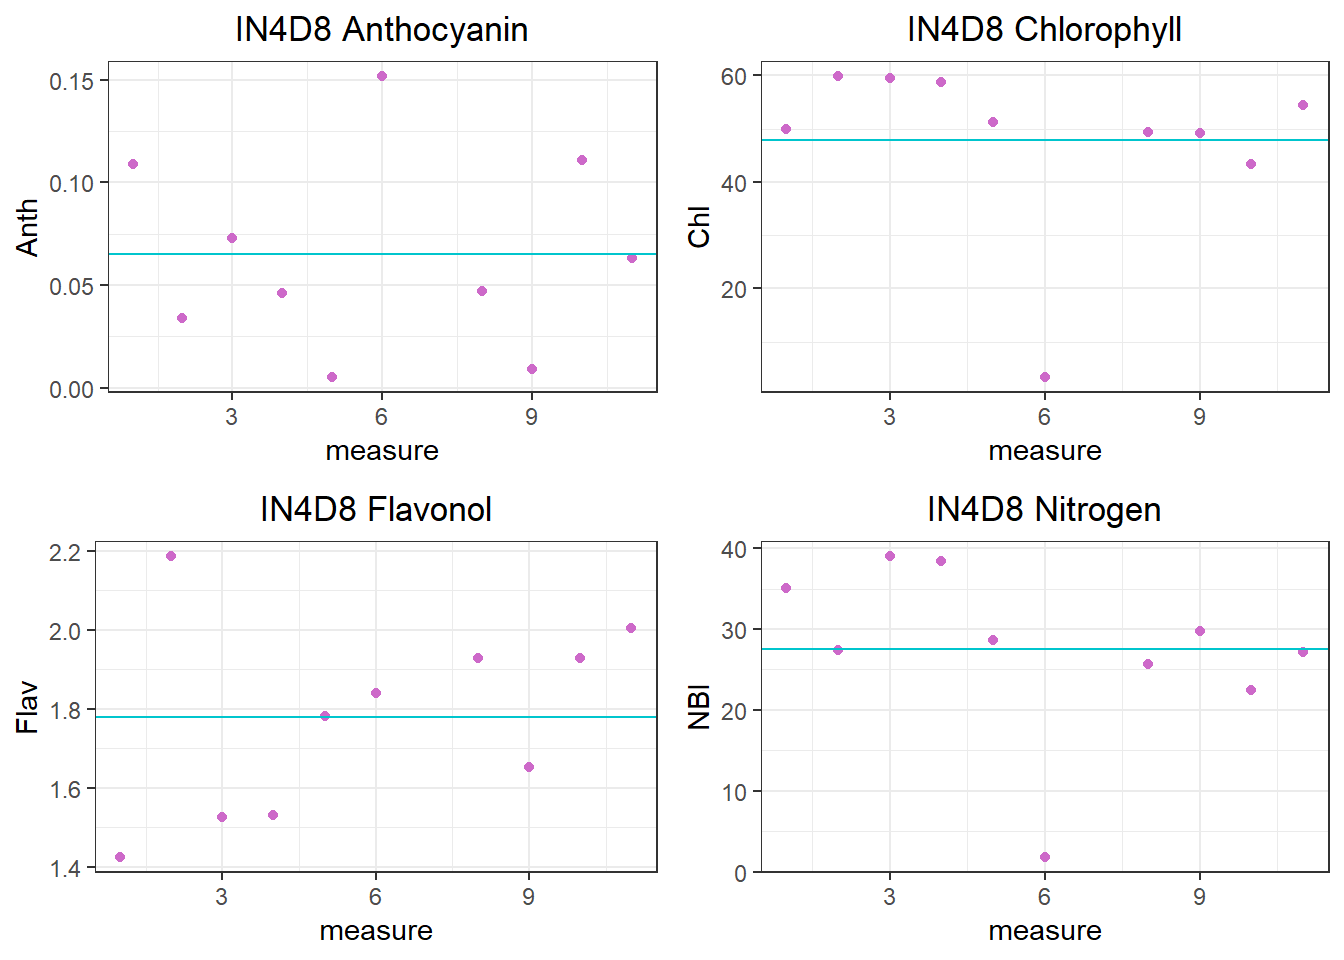 IN4D8 Anthocyanin
Anth
0.15
0.10
0.05
0.00
3 6 9
measure
IN4D8 Chlorophyll
Chl
60
40
20
3 6 9
measure
IN4D8 Flavonol
Flav
2.2
2.0
1.8
1.6
1.4
3 6 9
measure
IN4D8 Nitrogen
NBI
40
30
20
10
0
3 6 9
measure